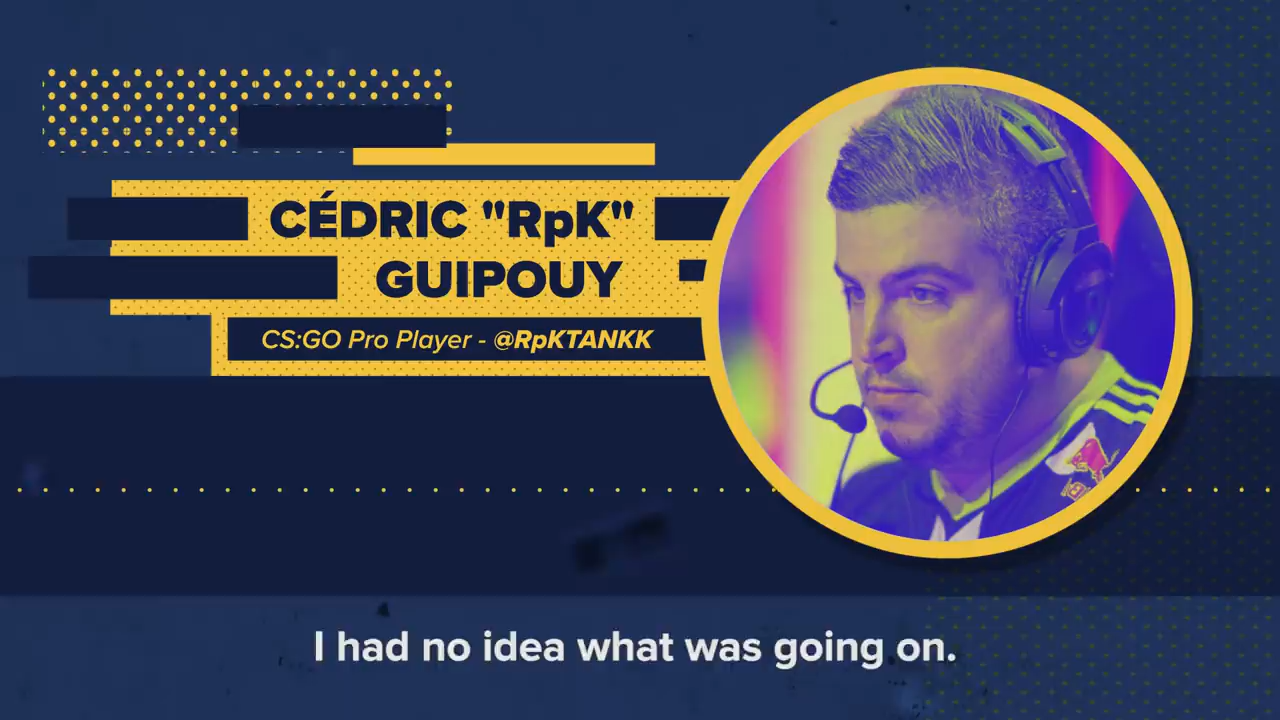 CÉDRIC "RpK"
GUIPOUY
CS:GO Pro Player - @RpKTANKK
I had no idea what was going on.